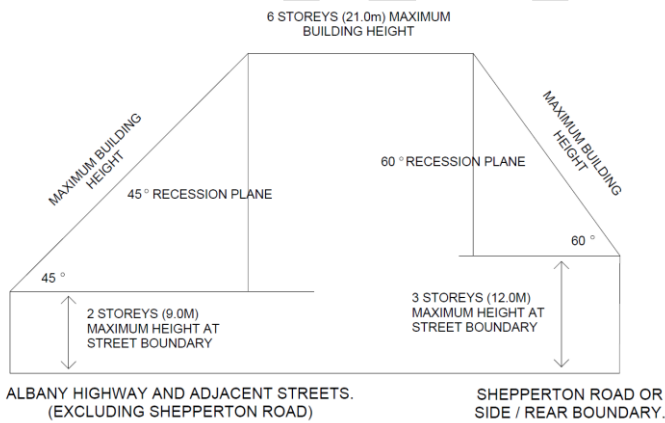 6 STOREYS (21.0m) MAXIMUM
BUILDING HEIGHT
MAXIMUM BUILDING
HEIGHT
45° RECESSION PLANE
60° RECESSION PLANE
MAXIMUM BUILDING
HEIGHT
45°
60°
2 STOREYS (9.0M)
MAXIMUM HEIGHT AT
STREET BOUNDARY
3 STOREYS (12.0M)
MAXIMUM HEIGHT AT
STREET BOUNDARY
ALBANY HIGHWAY AND ADJACENT STREETS.
(EXCLUDING SHEPPERTON ROAD)
SHEPPERTON ROAD OR
SIDE / REAR BOUNDARY.